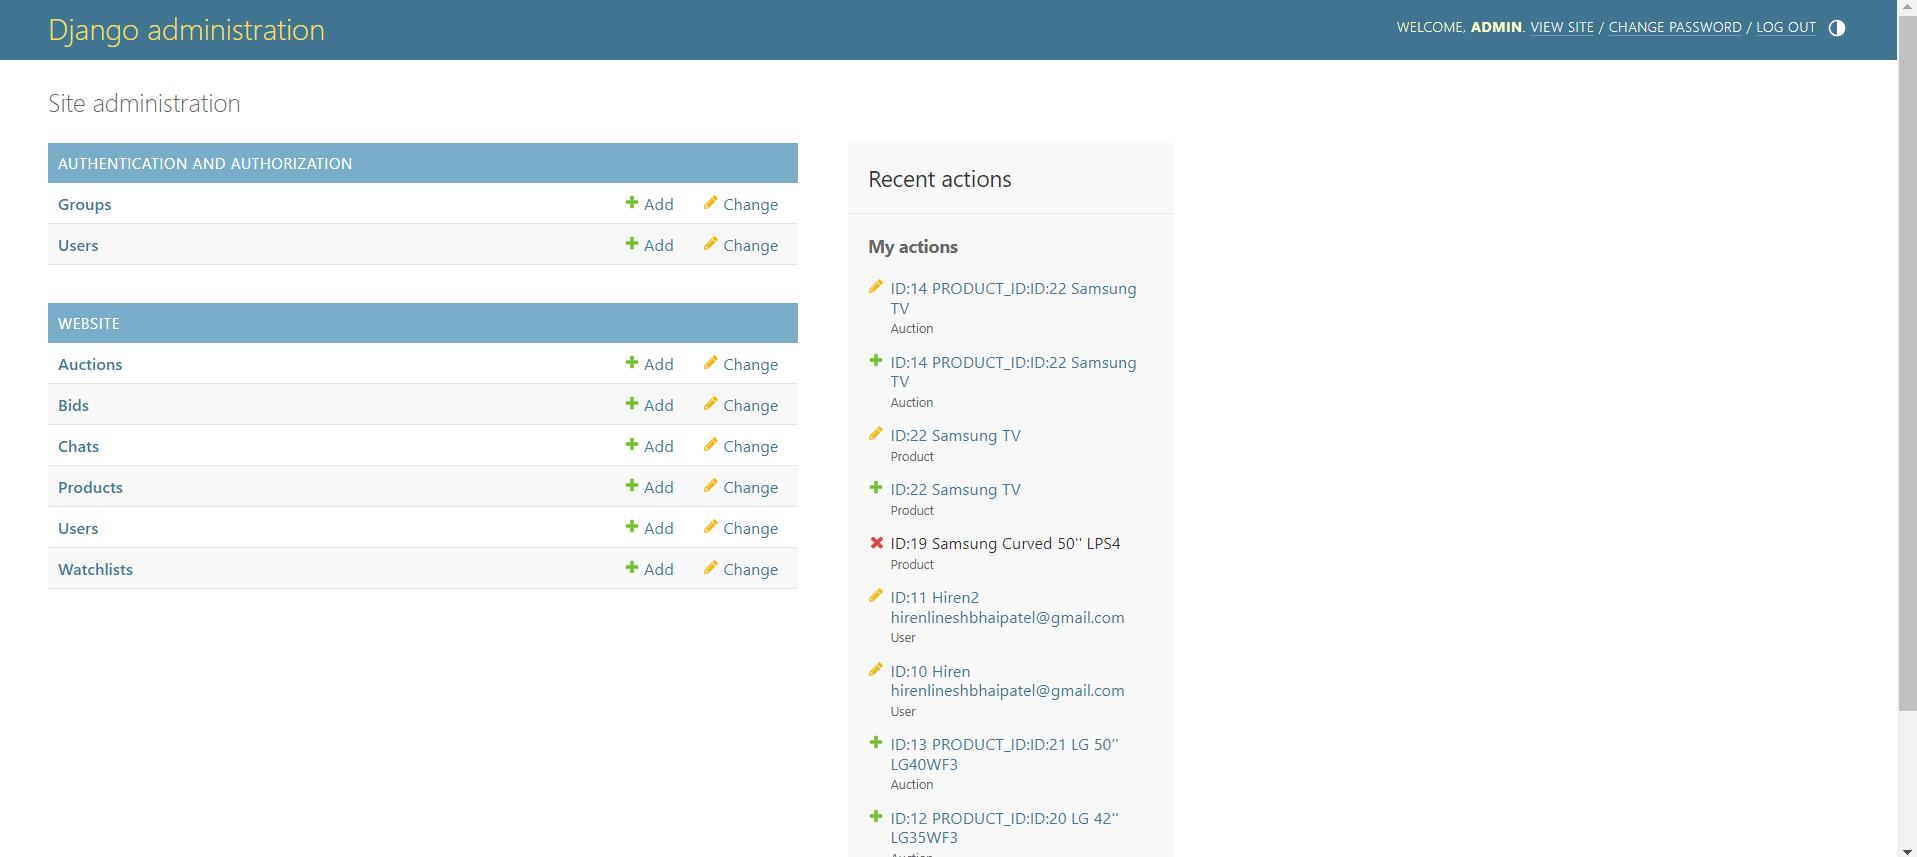 Django administration
WELCOME, ADMIN. VIEW SITE / CHANGE PASSWORD / LOG OUT
Site administration
AUTHENTICATION AND AUTHORIZATION
Groups Add Change
Users Add Change
WEBSITE
Auctions Add Change
Bids Add Change
Chats Add Change
Products Add Change
Users Add Change
Watchlists Add Change
Recent actions
My actions
ID:14 PRODUCT_ID:ID:22 Samsung
TV
Auction
ID:14 PRODUCT_ID:ID:22 Samsung
TV
Auction
ID:22 Samsung TV
Product
ID:22 Samsung TV
Product
ID:19 Samsung Curved 50'' LPS4
Product
ID:11 Hiren2
hirenlineshbhaipatel@gmail.com
User
ID:10 Hiren
hirenlineshbhaipatel@gmail.com
User
ID:13 PRODUCT_ID:ID:21 LG 50''
LG40WF3
Auction
ID:12 PRODUCT_ID:ID:20 LG 42''
LG35WF3